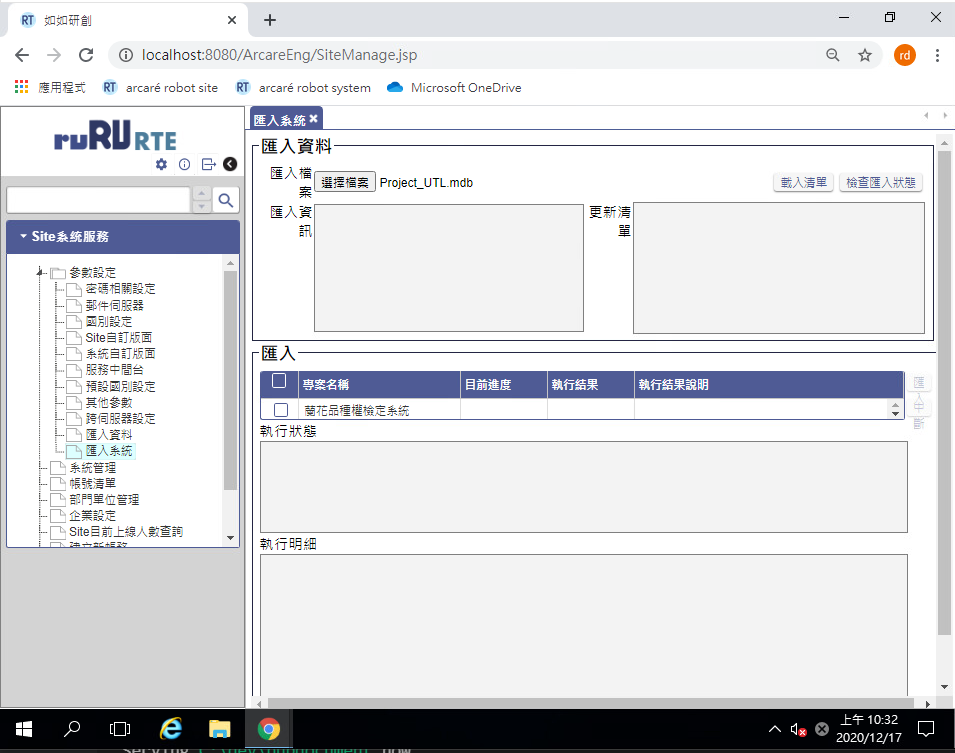 RT 如如研創
localhost:8080/ArcareEng/SiteManage.jsp
rd
應用程式 RT arcaré robot site RT arcaré robot system Microsoft OneDrive
ruRU RTE
匯入系統
匯入資料
匯入檔案 選擇檔案 Project_UTL.mdb 載入清單 檢查匯入狀態
匯入資訊 更新清單
Site系統服務
參數設定
密碼相關設定
郵件伺服器
國別設定
Site自訂版面
系統自訂版面
服務中間台
預設國別設定
其他參數
跨伺服器設定
匯入資料
匯入系統
系統管理
帳號清單
部門單位管理
企業設定
Site目前上線人數查詢
匯入
專案名稱 目前進度 執行結果 執行結果說明
蘭花品種權檢定系統
執行狀態
執行明細
上午 10:32
2020/12/17